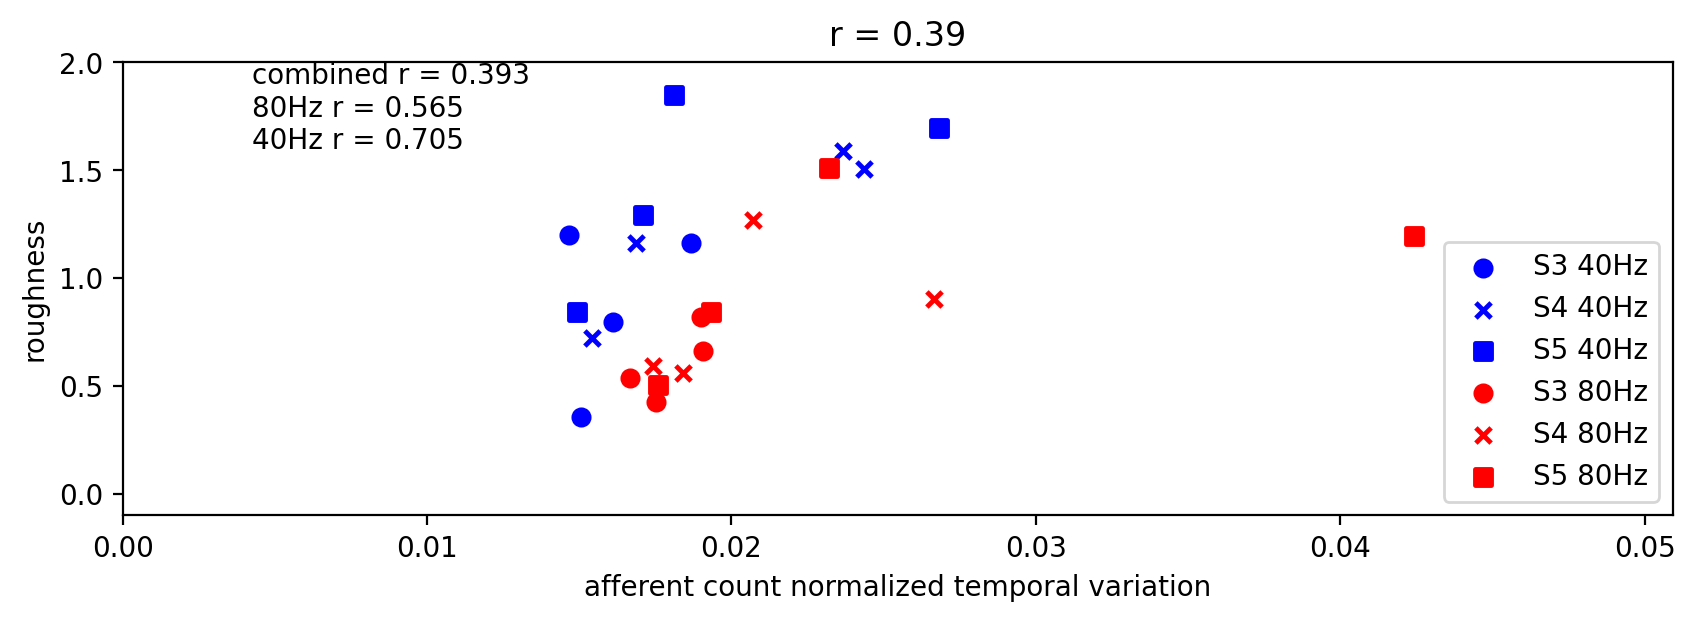 r = 0.39
combined r = 0.393
80Hz r = 0.565
40Hz r = 0.705
2.0
1.5
1.0
0.5
0.0
roughness
S3 40Hz
S4 40Hz
S5 40Hz
S3 80Hz
S4 80Hz
S5 80Hz
0.00 0.01 0.02 0.03 0.04 0.05
afferent count normalized temporal variation